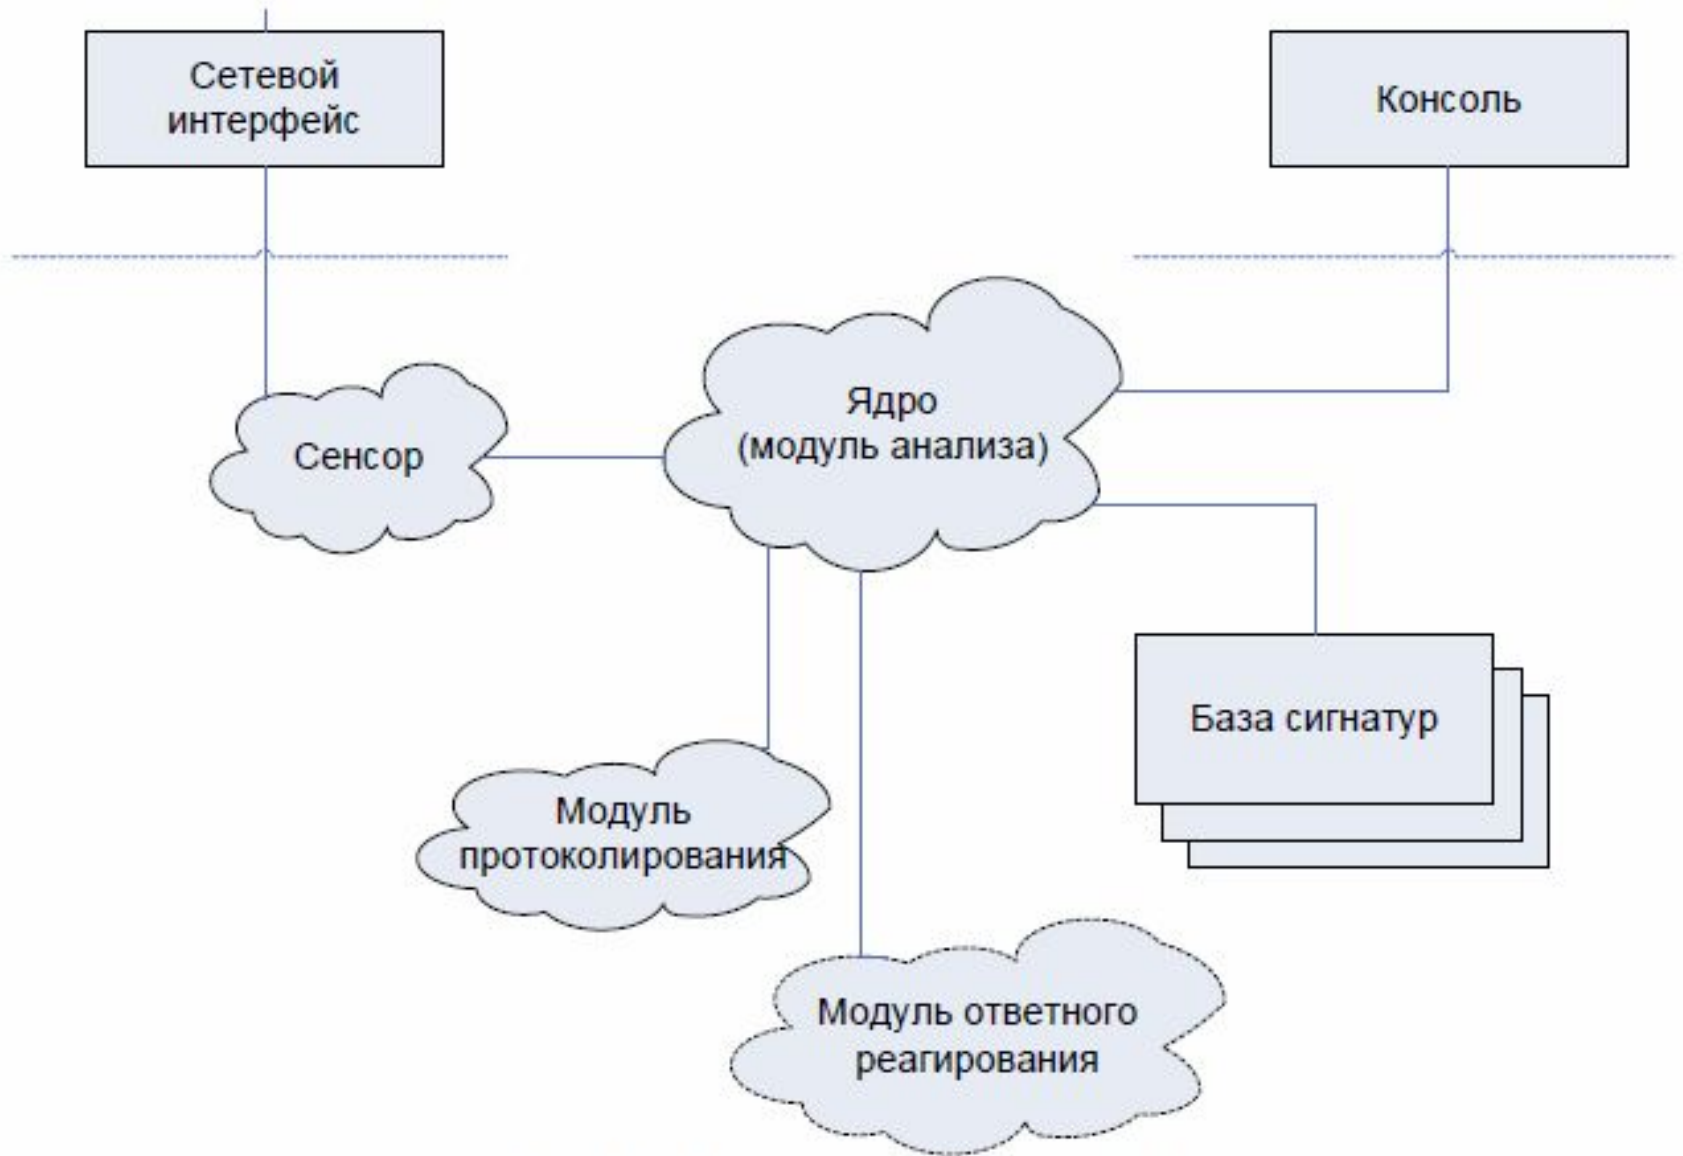 Сетевой
интерфейс
Консоль
Ядро
(модуль анализа)
Сенсор
База сигнатур
Модуль
протоколирования
Модуль ответного
реагирования